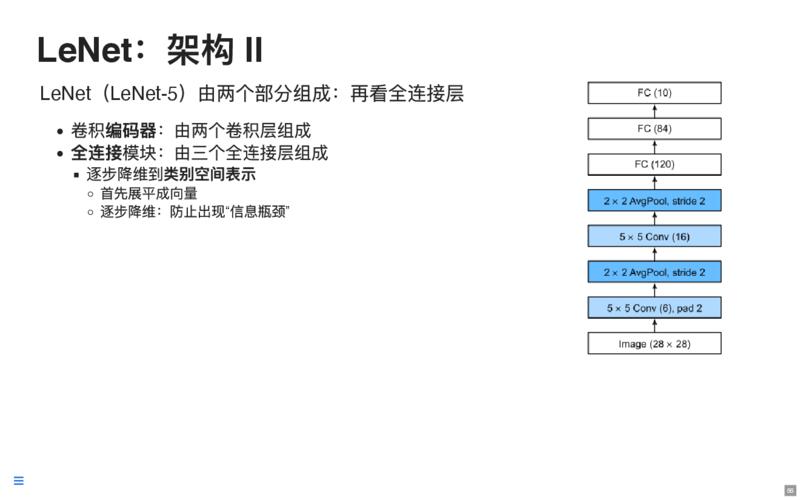 LeNet：架构 II
LeNet（LeNet-5）由两个部分组成：再看全连接层
卷积编码器：由两个卷积层组成
全连接模块：由三个全连接层组成
逐步降维到类别空间表示
首先展平成向量
逐步降维：防止出现“信息瓶颈”
FC (10)
FC (84)
FC (120)
2 × 2 AvgPool, stride 2
5 × 5 Conv (16)
2 × 2 AvgPool, stride 2
5 × 5 Conv (6), pad 2
Image (28 × 28)